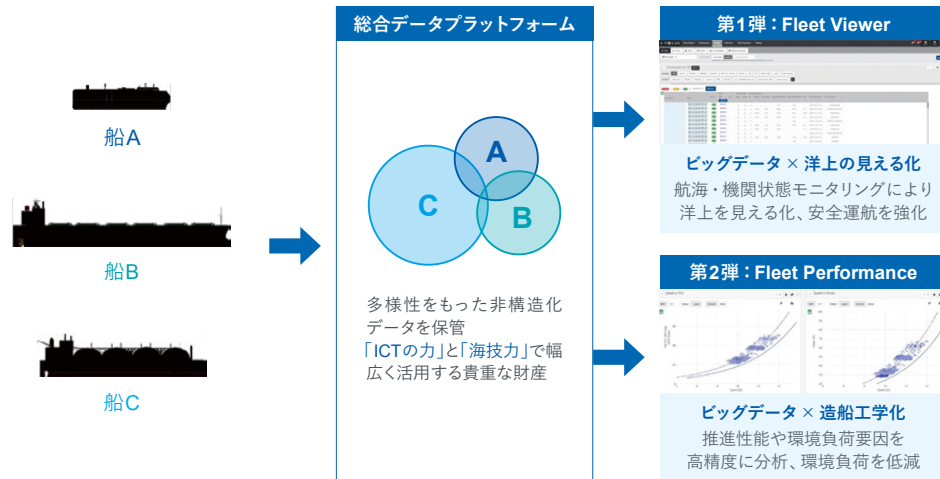 船A
船B
船C
総合データプラットフォーム
A
C
B
多様性をもった非構造化
データを保管
「ICTの力」と「海技力」で幅
広く活用する貴重な財産
第1弾：Fleet Viewer
ビッグデータ × 洋上の見える化
航海・機関状態モニタリングにより
洋上を見える化、安全運航を強化
第2弾：Fleet Performance
ビッグデータ × 造船工学化
推進性能や環境負荷要因を
高精度に分析、環境負荷を低減